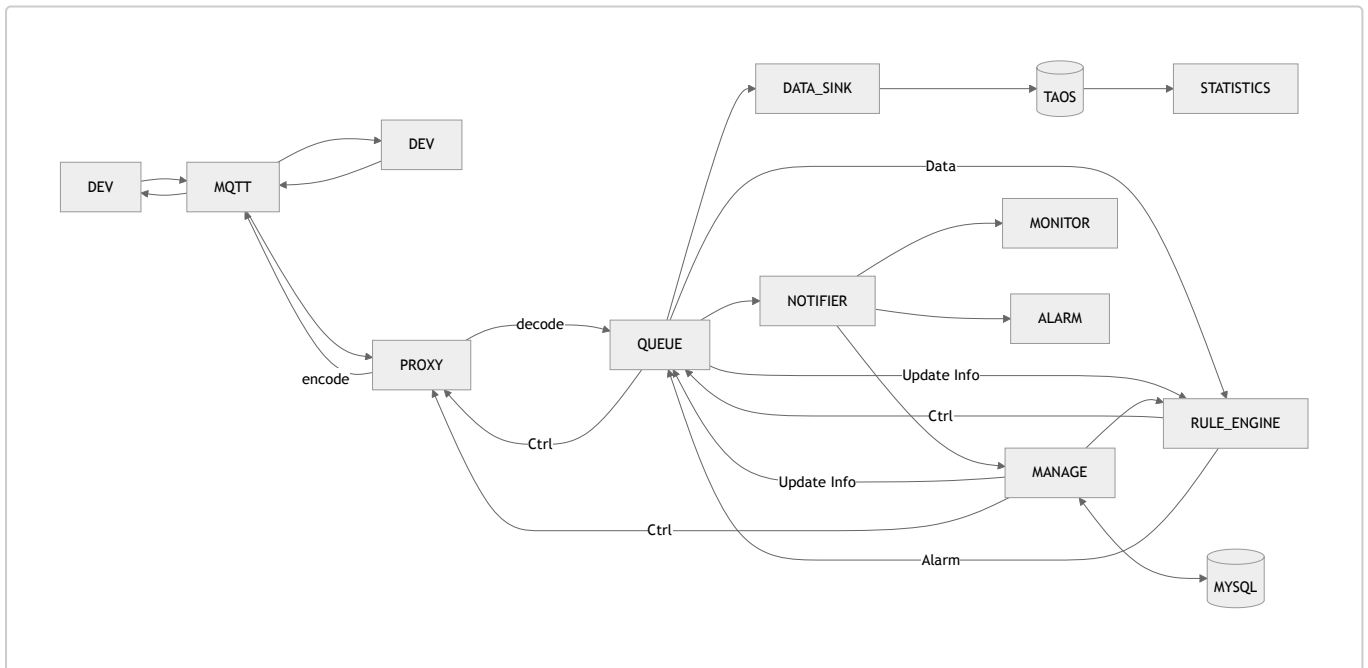 DATA_SINK
TAOS
STATISTICS
DEV
Data
DEV
MQTT
MONITOR
NOTIFIER
ALARM
decode
QUEUE
PROXY
encode
Update Info
Ctrl
RULE_ENGINE
Ctrl
MANAGE
Update Info
Ctrl
Alarm
MYSQL